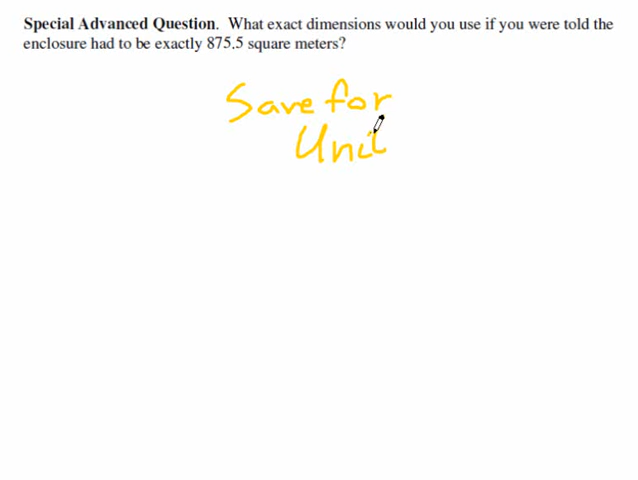 Special Advanced Question. What exact dimensions would you use if you were told the
enclosure had to be exactly 875.5 square meters?
Save for
Unit